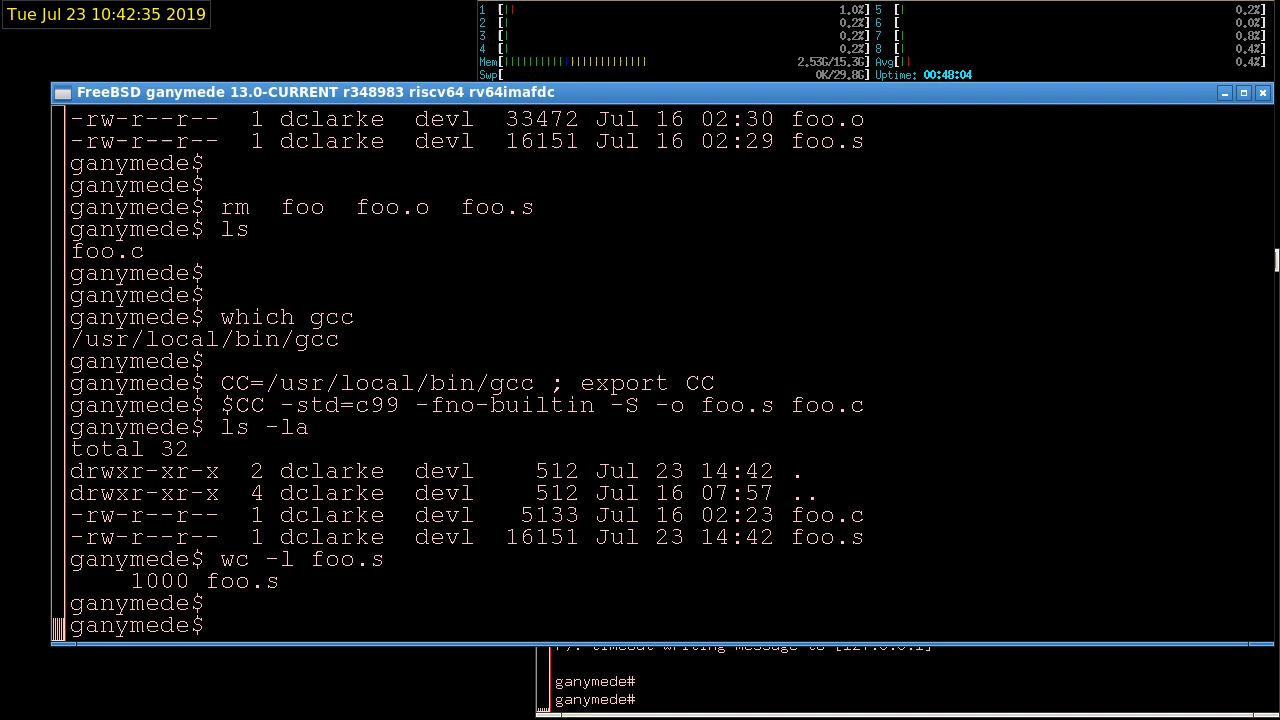 Tue Jul 23 10:42:35 2019
1 [|| 1.0%] 5 [| 0.2%]
2 [| 0.2%] 6 [ 0.0%]
3 [| 0.2%] 7 [| 0.8%]
4 [| 0.2%] 8 [| 0.4%]
Mem[||||||||||||||||||||||||||| 2.53G/15.3G] Avg[|| 0.4%]
Swp[ 0K/29.8G] Uptime: 00:48:04
FreeBSD ganymede 13.0-CURRENT r348983 riscv64 rv64imafdc
-rw-r--r--  1 dclarke  devl  33472 Jul 16 02:30 foo.o
-rw-r--r--  1 dclarke  devl  16151 Jul 16 02:29 foo.s
ganymede$
ganymede$
ganymede$ rm  foo  foo.o  foo.s
ganymede$ ls
foo.c
ganymede$
ganymede$
ganymede$ which gcc
/usr/local/bin/gcc
ganymede$
ganymede$ CC=/usr/local/bin/gcc ; export CC
ganymede$ $CC -std=c99 -fno-builtin -S -o foo.s foo.c
ganymede$ ls -la
total 32
drwxr-xr-x  2 dclarke  devl    512 Jul 23 14:42 .
drwxr-xr-x  4 dclarke  devl    512 Jul 16 07:57 ..
-rw-r--r--  1 dclarke  devl   5133 Jul 16 02:23 foo.c
-rw-r--r--  1 dclarke  devl  16151 Jul 23 14:42 foo.s
ganymede$ wc -l foo.s
    1000 foo.s
ganymede$
ganymede$
timeout writing message to [127.0.0.1]
ganymede#
ganymede#